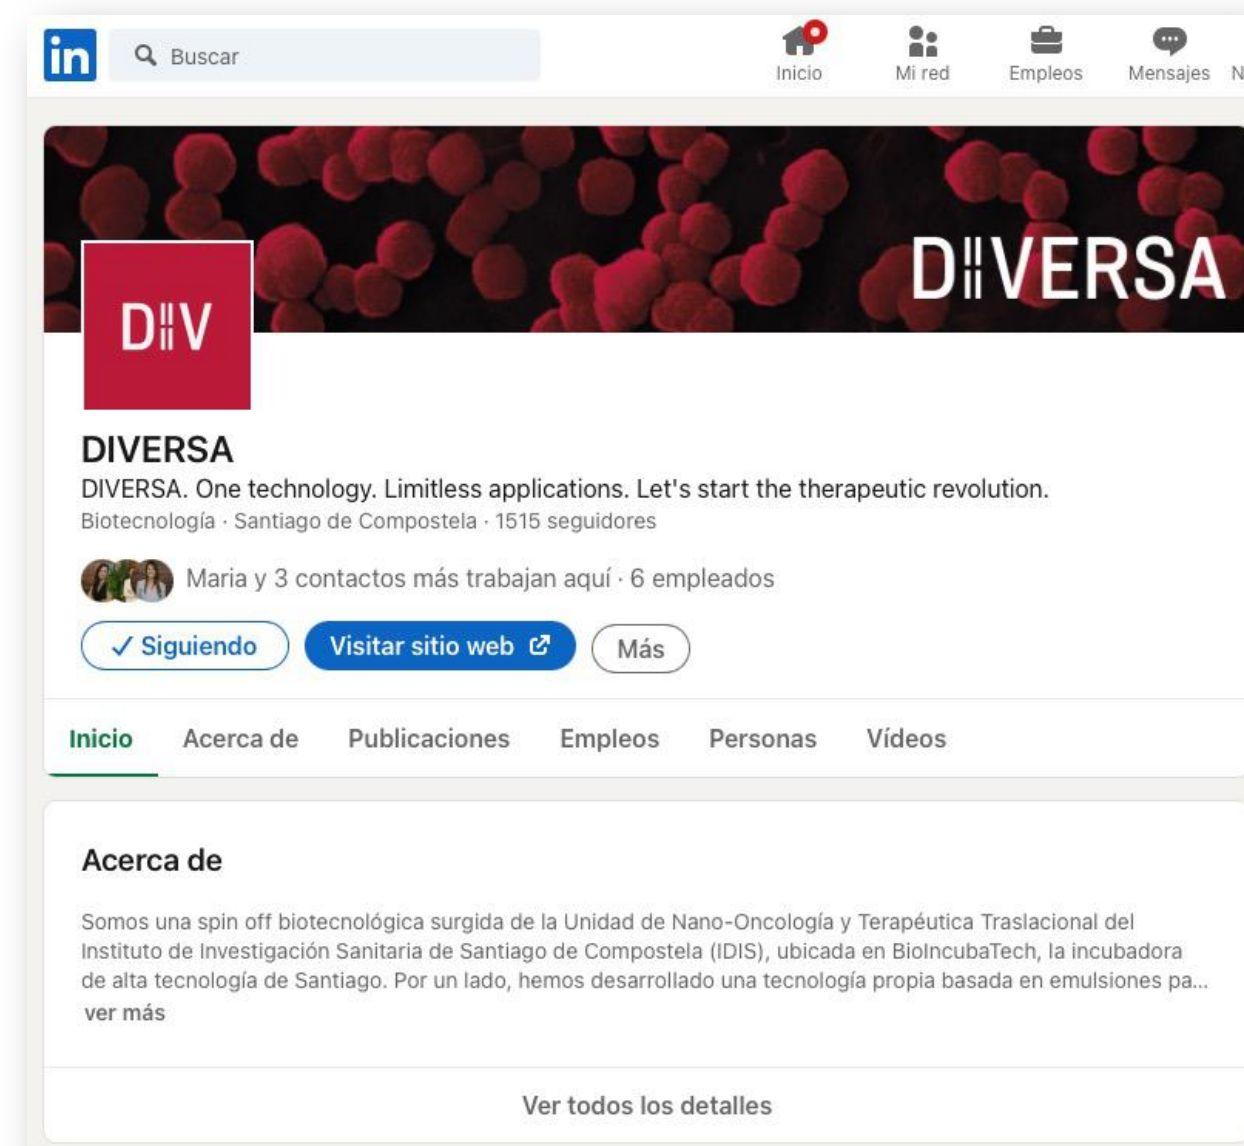 in
Buscar
Inicio
Mi red
Empleos
Mensajes
N
DIVERSA
DIV
DIVERSA
DIVERSA. One technology. Limitless applications. Let's start the therapeutic revolution.
Biotecnología · Santiago de Compostela · 1515 seguidores
Maria y 3 contactos más trabajan aquí · 6 empleados
Siguiendo
Visitar sitio web
Más
Inicio
Acerca de
Publicaciones
Empleos
Personas
Vídeos
Acerca de
Somos una spin off biotecnológica surgida de la Unidad de Nano-Oncología y Terapéutica Traslacional del
Instituto de Investigación Sanitaria de Santiago de Compostela (IDIS), ubicada en BioIncubaTech, la incubadora
de alta tecnología de Santiago. Por un lado, hemos desarrollado una tecnología propia basada en emulsiones pa...
ver más
Ver todos los detalles